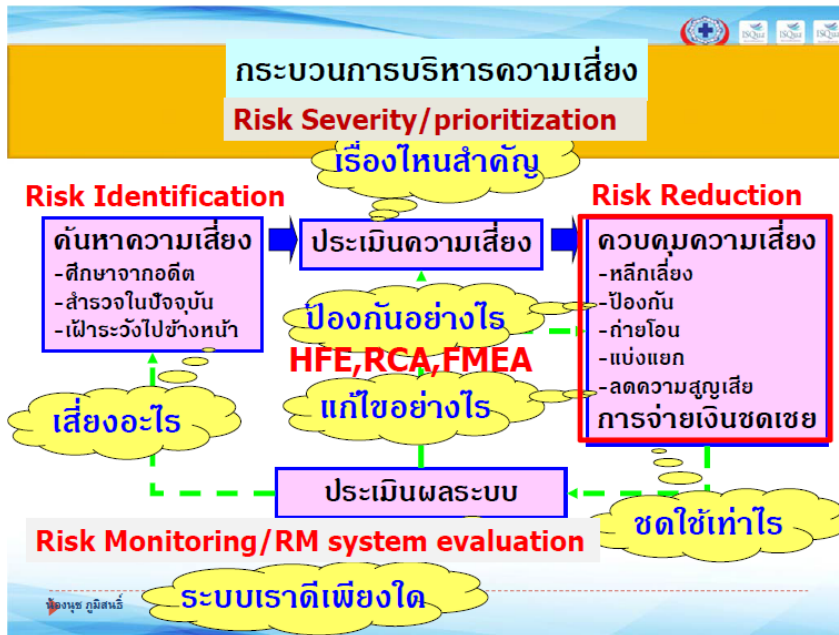 กระบวนการบริหารความเสี่ยง
Risk Severity/prioritization
เรื่องไหนสำคัญ
Risk Identification
Risk Reduction
ค้นหาความเสี่ยง
-ศึกษาจากอดีต
-สำรวจในปัจจุบัน
-เฝ้าระวังไปข้างหน้า
ประเมินความเสี่ยง
ควบคุมความเสี่ยง
-หลีกเลี่ยง
-ป้องกัน
-ถ่ายโอน
-แบ่งแยก
-ลดความสูญเสีย
การจ่ายเงินชดเชย
ป้องกันอย่างไร
HFE,RCA,FMEA
แก้ไขอย่างไร
เสี่ยงอะไร
ประเมินผลระบบ
ชดใช้เท่าไร
Risk Monitoring/RM system evaluation
ระบบเราดีเพียงใด
น้องนุช ภูมิสนธิ์